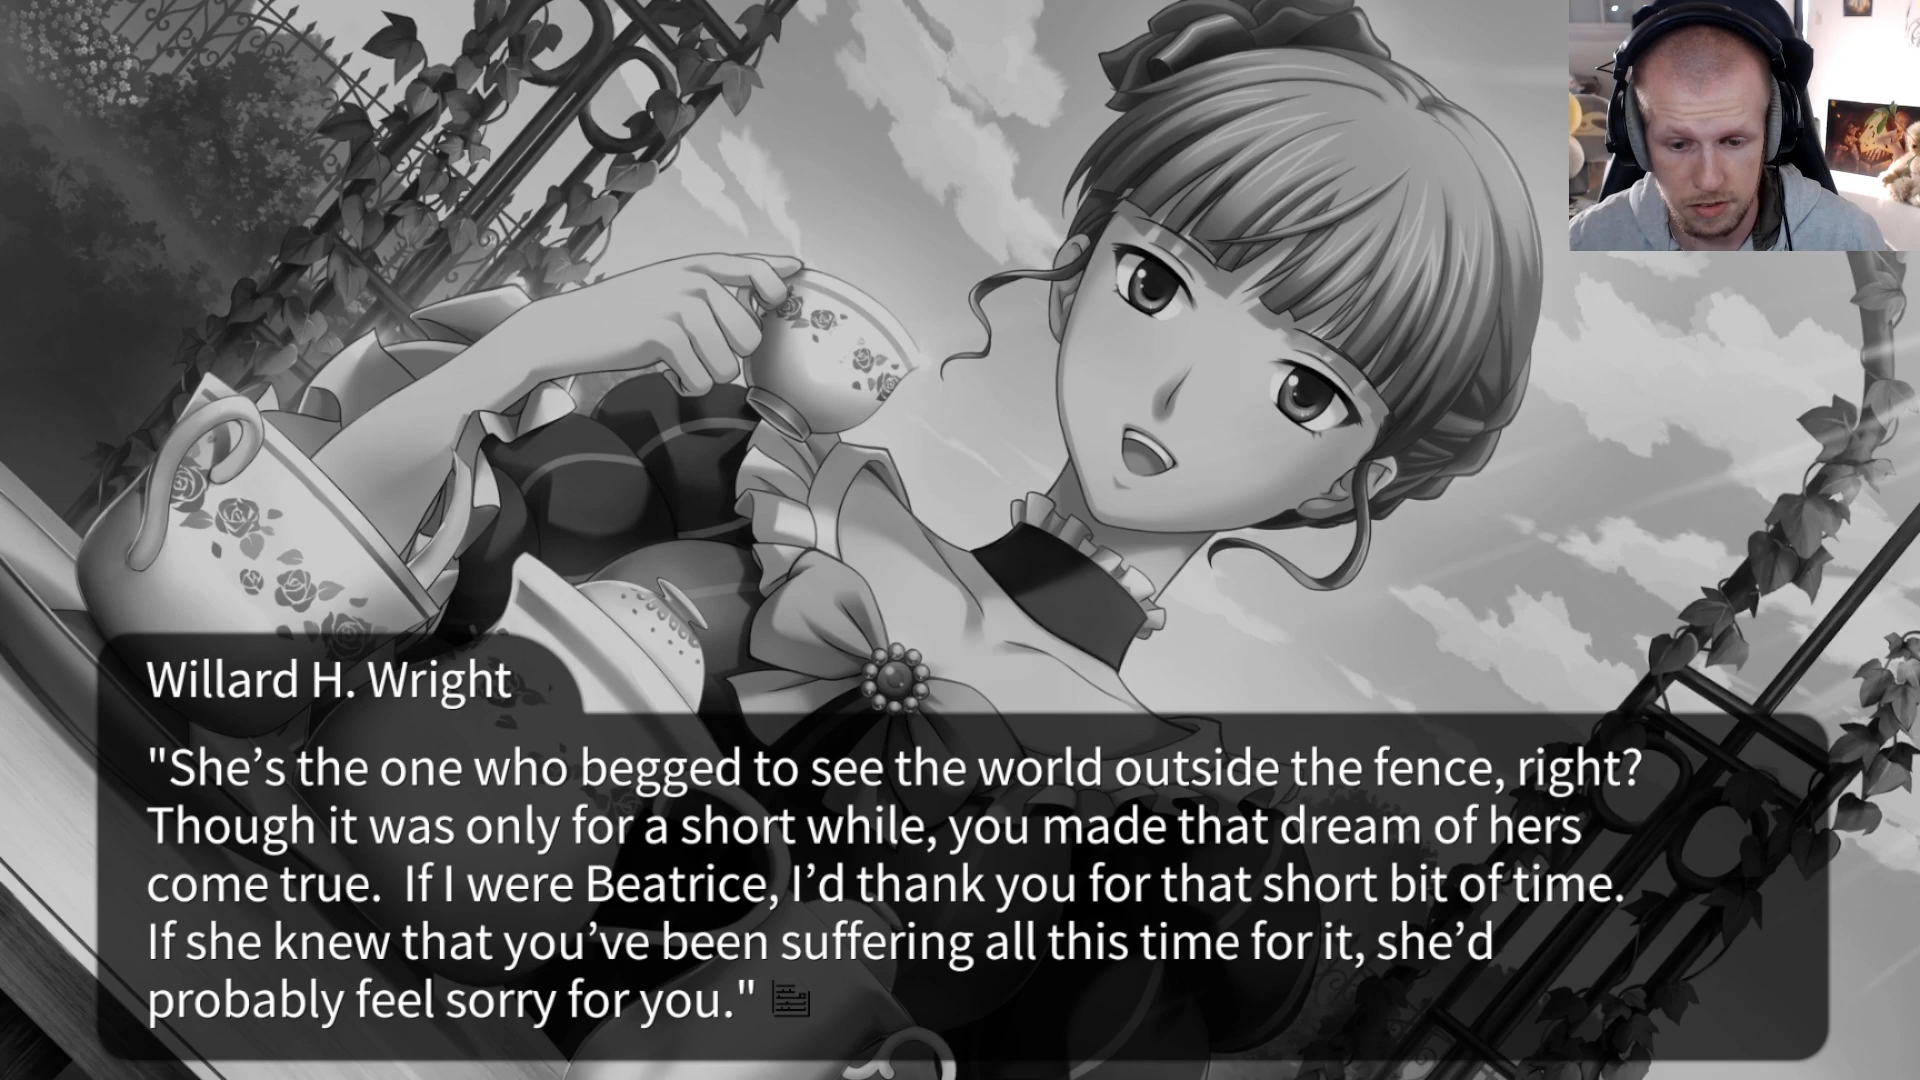 Willard H. Wright
"She’s the one who begged to see the world outside the fence, right?
Though it was only for a short while, you made that dream of hers
come true.  If I were Beatrice, I’d thank you for that short bit of time.
If she knew that you’ve been suffering all this time for it, she’d
probably feel sorry for you."